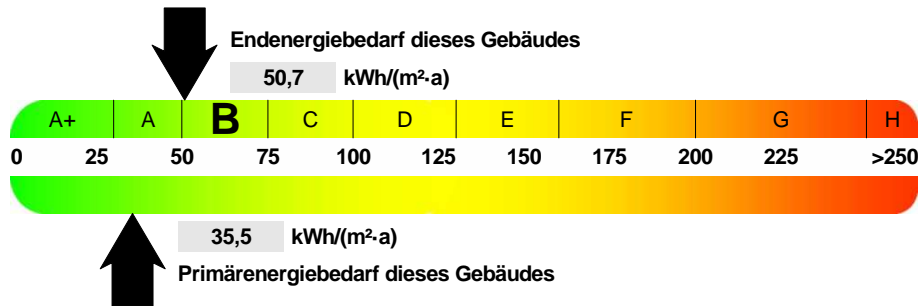 Endenergiebedarf dieses Gebäudes
50,7 kWh/(m²·a)
A+ A B C D E F G H
0 25 50 75 100 125 150 175 200 225 >250
35,5 kWh/(m²·a)
Primärenergiebedarf dieses Gebäudes